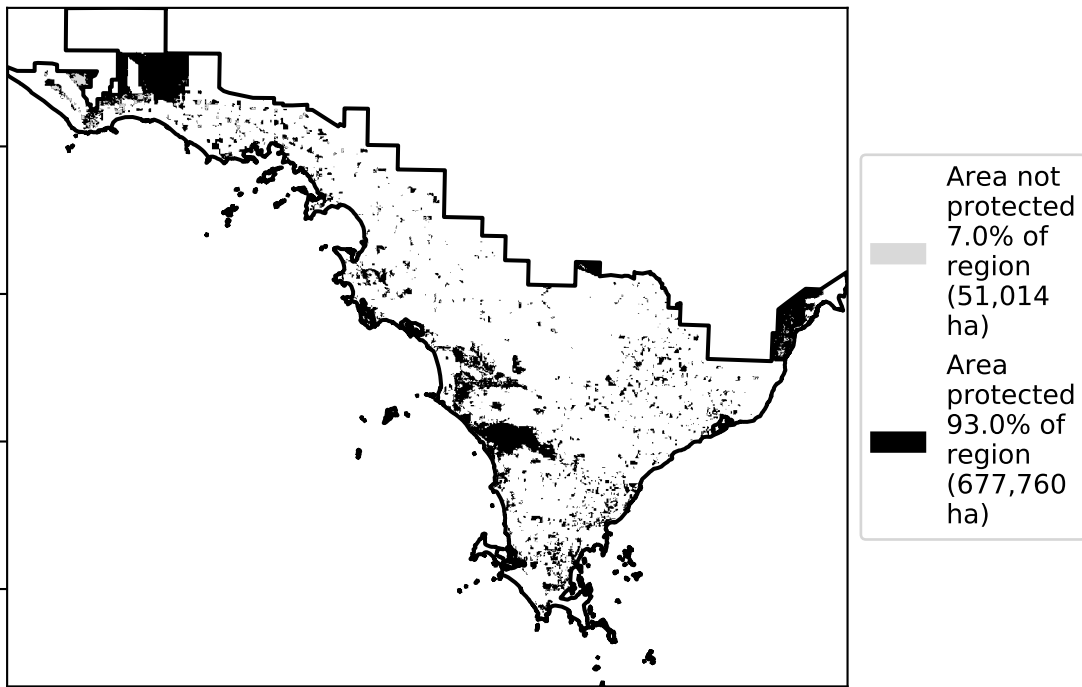 Area not
protected
7.0% of
region
(51,014
ha)
Area
protected
93.0% of
region
(677,760
ha)